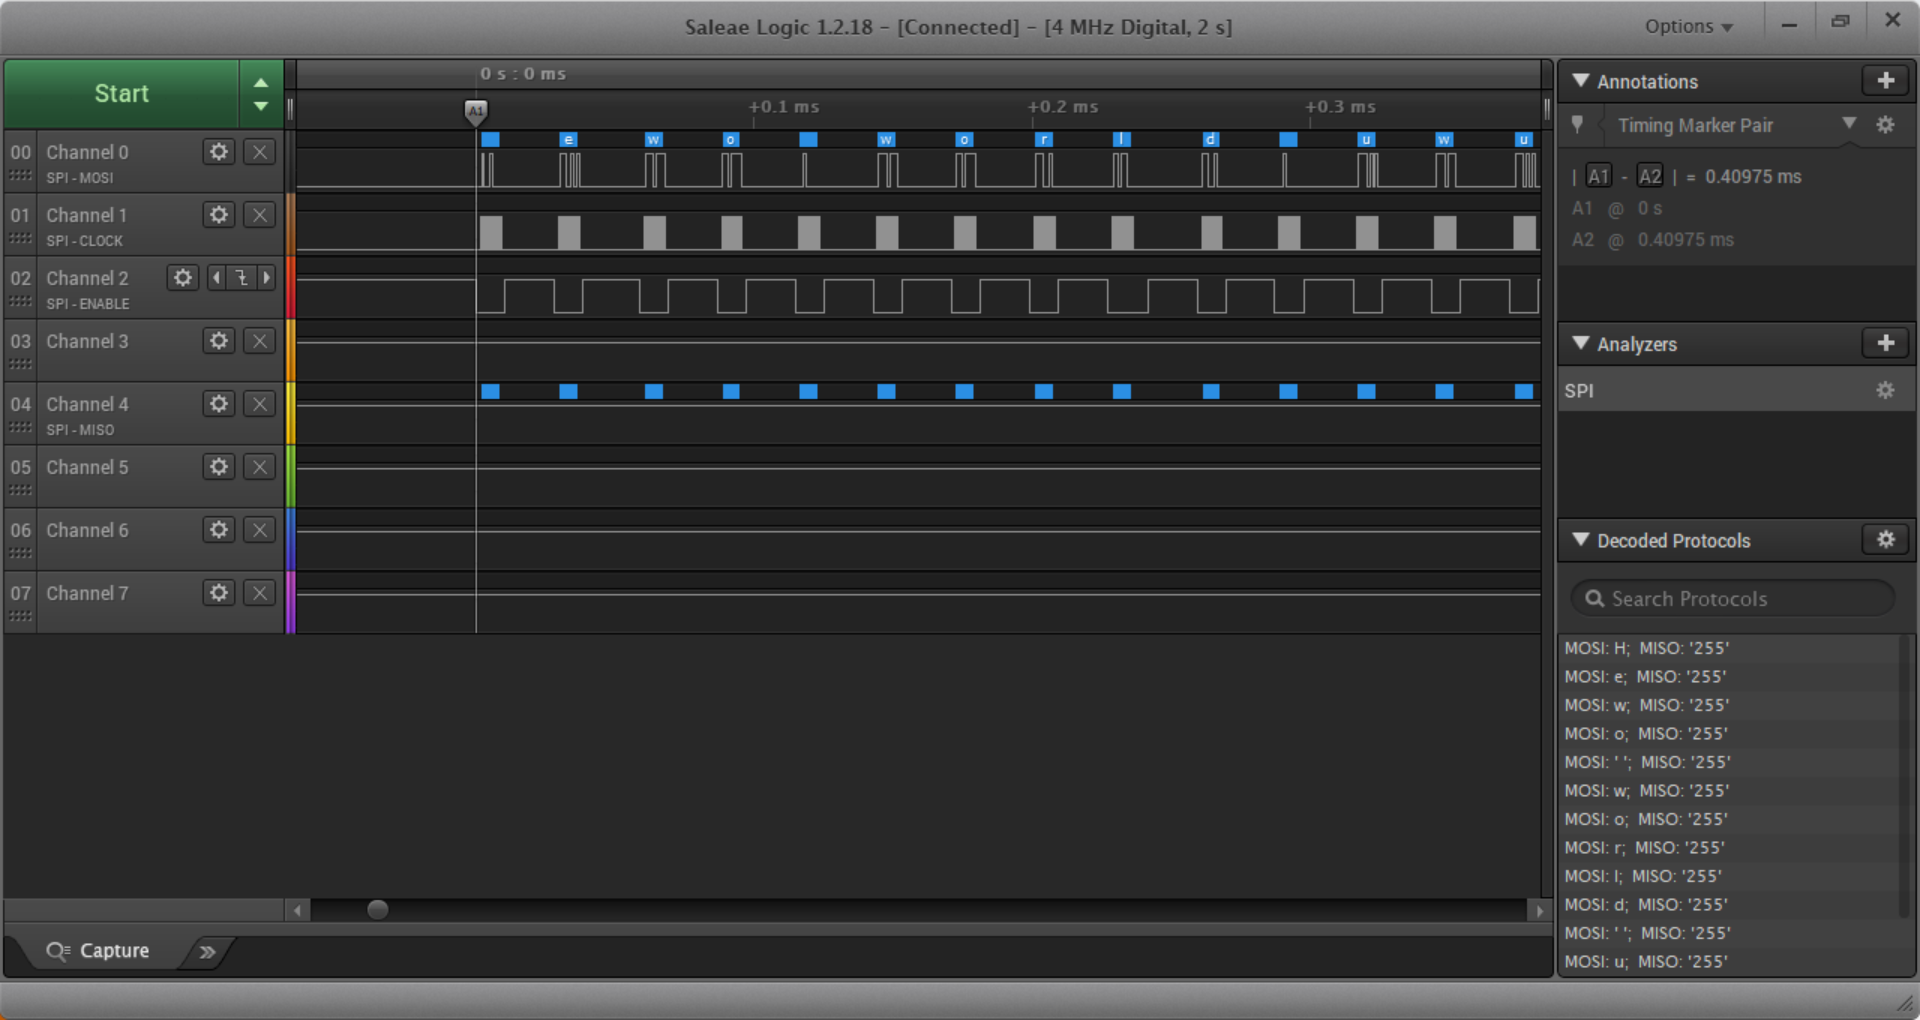 Saleae Logic 1.2.18 - [Connected] - [4 MHz Digital, 2 s]
Options
Start
0 s : 0 ms
A1
+0.1 ms
+0.2 ms
+0.3 ms
00 Channel 0
SPI - MOSI
e w o w o r l d u w u
01 Channel 1
SPI - CLOCK
02 Channel 2
SPI - ENABLE
03 Channel 3
04 Channel 4
SPI - MISO
05 Channel 5
06 Channel 6
07 Channel 7
Capture
Annotations
Timing Marker Pair
| A1 - A2 | = 0.40975 ms
A1 @ 0 s
A2 @ 0.40975 ms
Analyzers
SPI
Decoded Protocols
Search Protocols
MOSI: H; MISO: '255'
MOSI: e; MISO: '255'
MOSI: w; MISO: '255'
MOSI: o; MISO: '255'
MOSI: ' '; MISO: '255'
MOSI: w; MISO: '255'
MOSI: o; MISO: '255'
MOSI: r; MISO: '255'
MOSI: l; MISO: '255'
MOSI: d; MISO: '255'
MOSI: ' '; MISO: '255'
MOSI: u; MISO: '255'